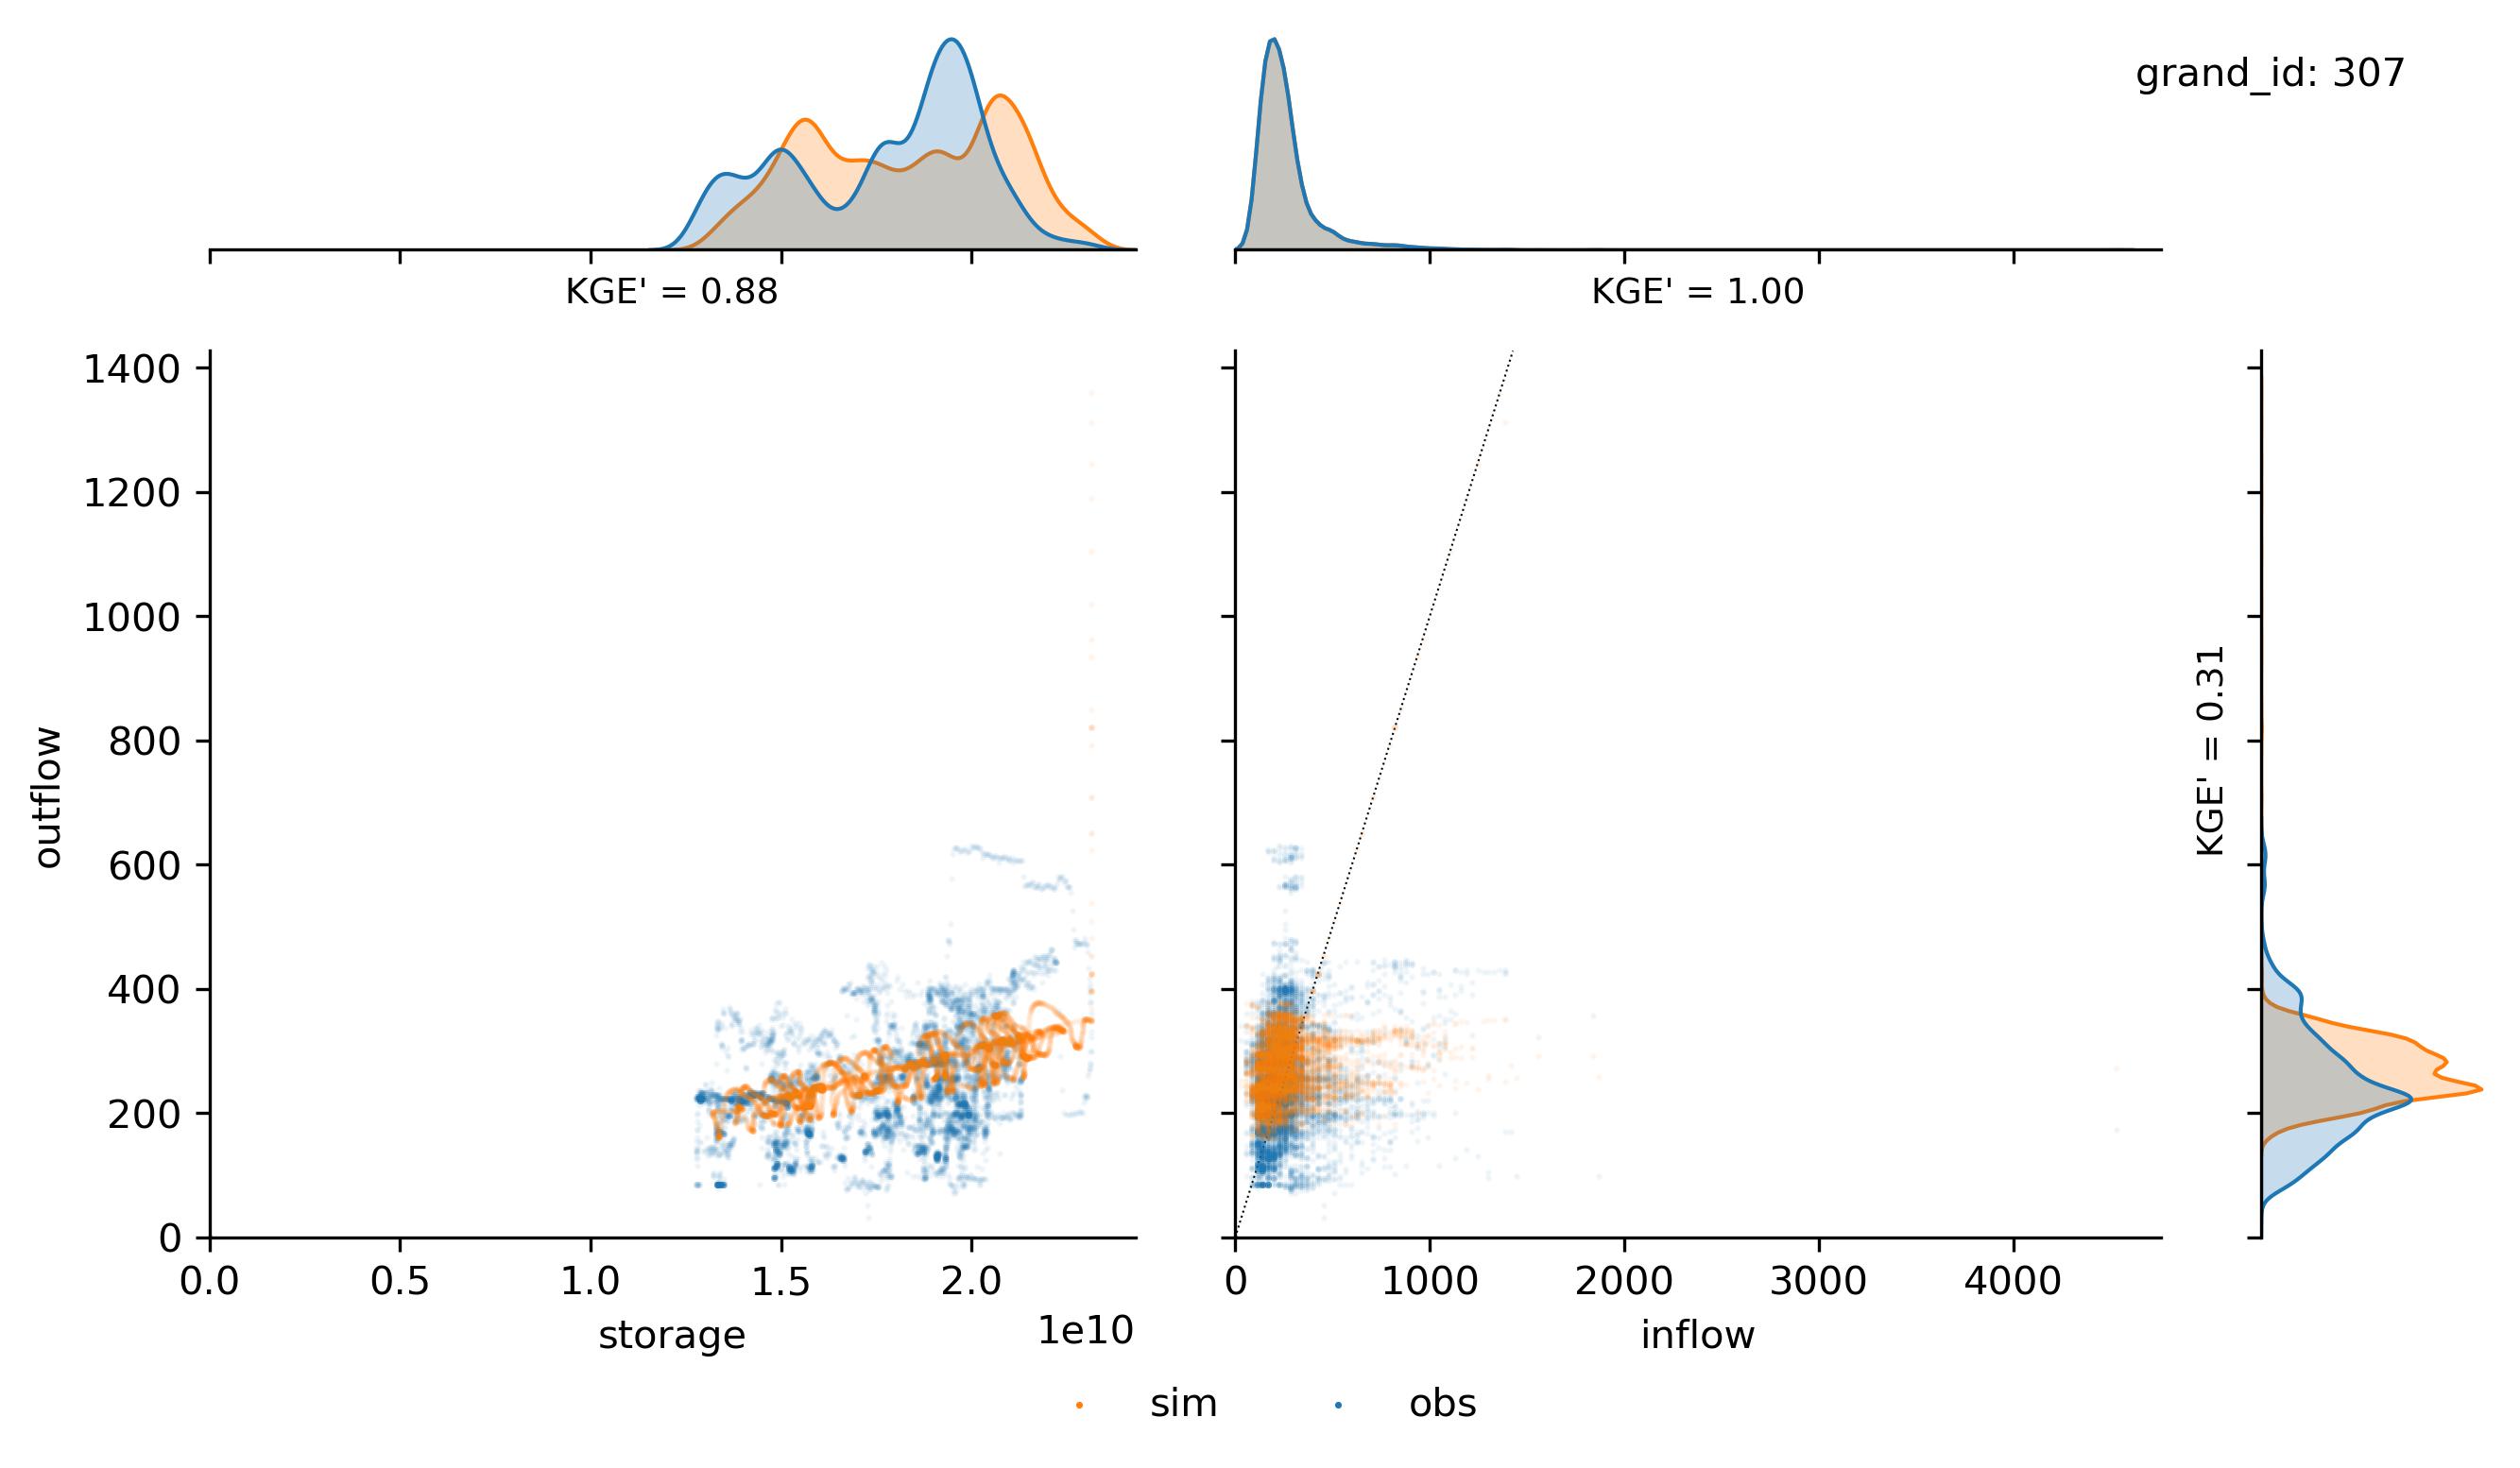 grand_id: 307
KGE' = 0.88
KGE' = 1.00
1400
1200
1000
800
600
400
200
0
outflow
KGE' = 0.31
0.0 0.5 1.0 1.5 2.0
1e10
storage
0 1000 2000 3000 4000
inflow
sim obs